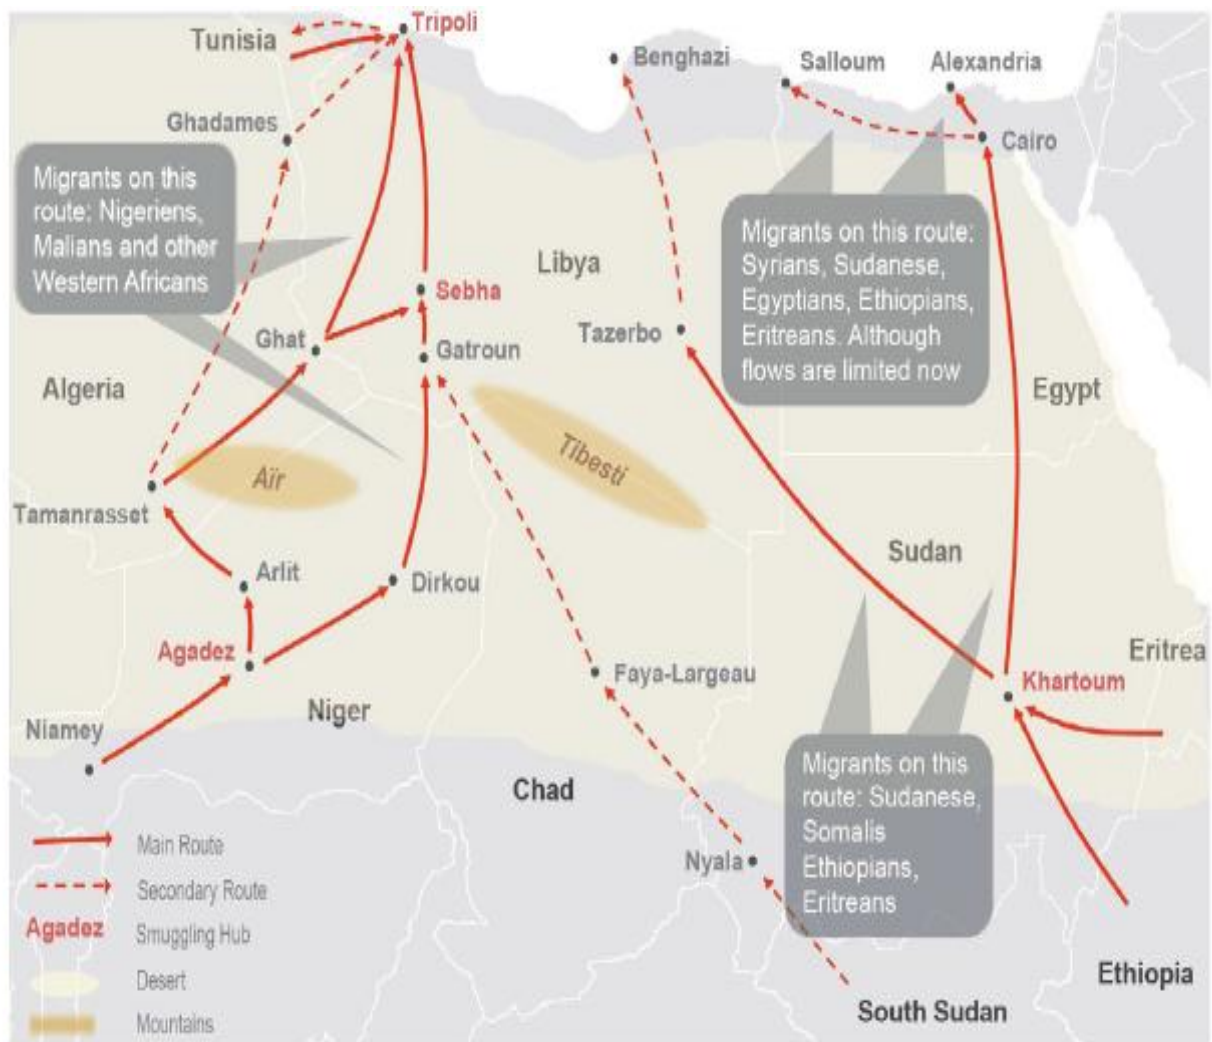 Tripoli
Tunisia
Benghazi
Salloum
Alexandria
Ghadames
Cairo
Migrants on this
route: Nigeriens,
Malians and other
Western Africans
Migrants on this route:
Syrians, Sudanese,
Egyptians, Ethiopians,
Eritreans. Although
flows are limited now
Libya
Sebha
Ghat
Gatroun
Tazerbo
Algeria
Egypt
Tibesti
Aïr
Tamanrasset
Sudan
Arlit
Dirkou
Agadez
Eritrea
Faya-Largeau
Khartoum
Niger
Niamey
Migrants on this
route: Sudanese,
Somalis
Ethiopians,
Eritreans
Chad
Nyala
Main Route
Secondary Route
Agadez
Smuggling Hub
Desert
Mountains
Ethiopia
South Sudan